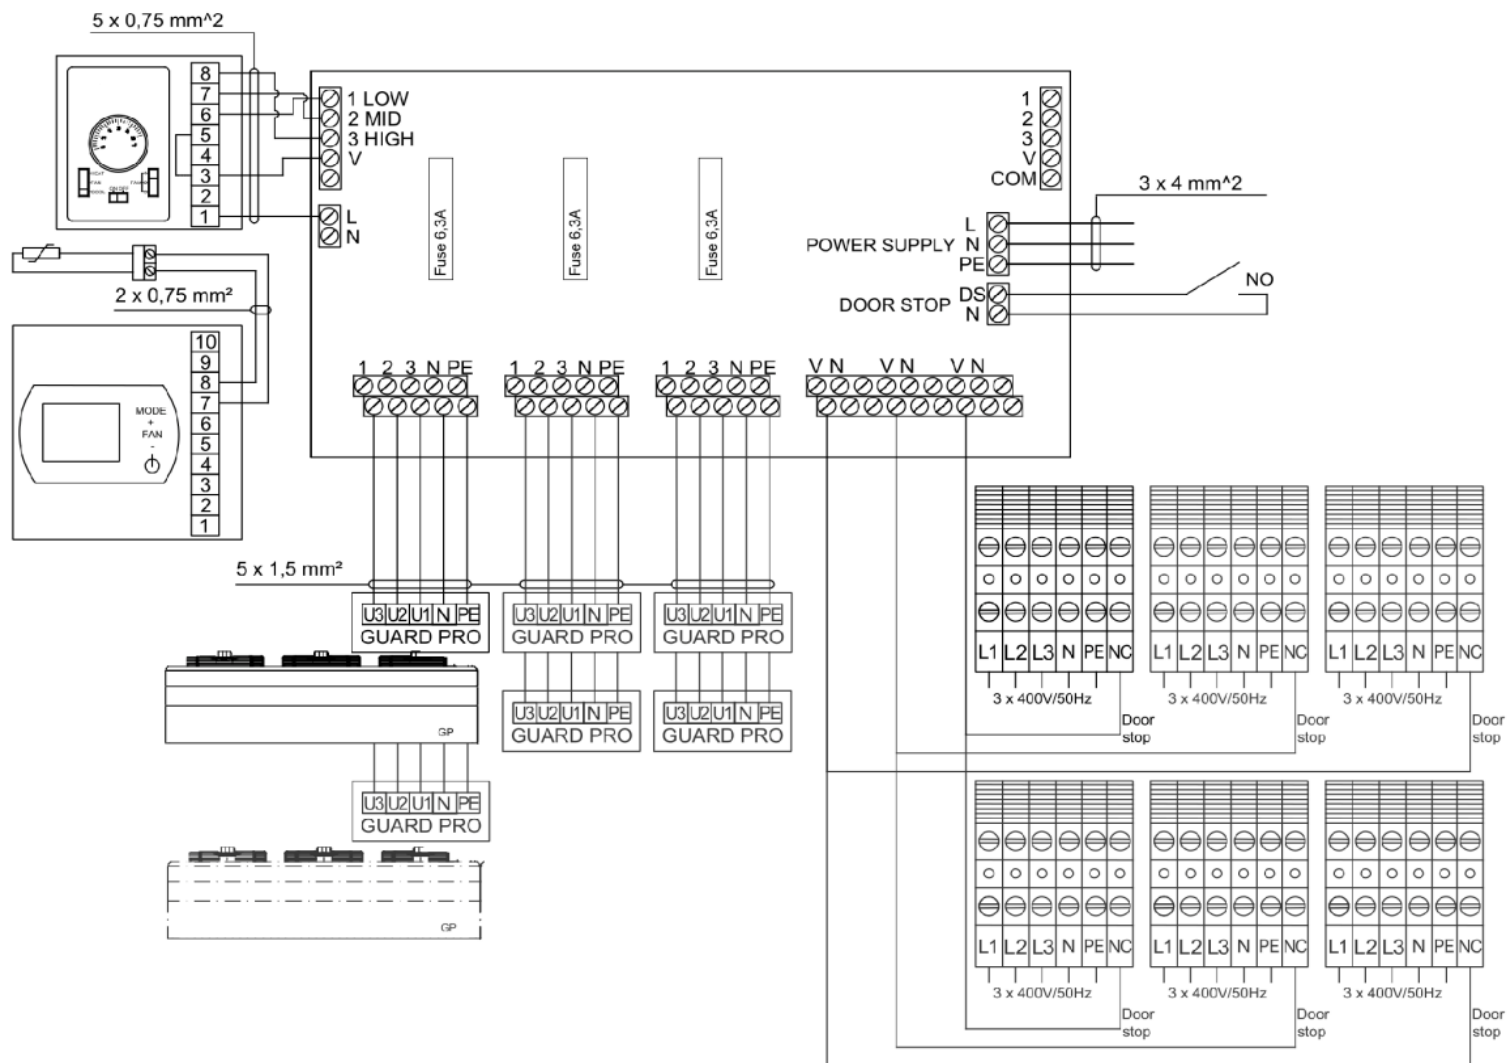 5 x 0,75 mm^2
8
7
6
5
4
3
2
1
HEAT
FAN
COOL
ON OFF
FAN
1 LOW
2 MID
3 HIGH
V
L
N
Fuse 6,3A
Fuse 6,3A
Fuse 6,3A
1
2
3
V
COM
3 x 4 mm^2
L
POWER SUPPLY N
PE
DOOR STOP DS
N
NO
2 x 0,75 mm²
10
9
8
7
6
5
4
3
2
1
MODE
+
FAN
-
1 2 3 N PE
1 2 3 N PE
1 2 3 N PE
V N V N V N
5 x 1,5 mm²
U3 U2 U1 N PE
GUARD PRO
U3 U2 U1 N PE
GUARD PRO
U3 U2 U1 N PE
GUARD PRO
GP
U3 U2 U1 N PE
GUARD PRO
U3 U2 U1 N PE
GUARD PRO
U3 U2 U1 N PE
GUARD PRO
GP
L1 L2 L3 N PE NC
3 x 400V/50Hz
Door
stop
L1 L2 L3 N PE NC
3 x 400V/50Hz
Door
stop
L1 L2 L3 N PE NC
3 x 400V/50Hz
Door
stop
L1 L2 L3 N PE NC
3 x 400V/50Hz
Door
stop
L1 L2 L3 N PE NC
3 x 400V/50Hz
Door
stop
L1 L2 L3 N PE NC
3 x 400V/50Hz
Door
stop